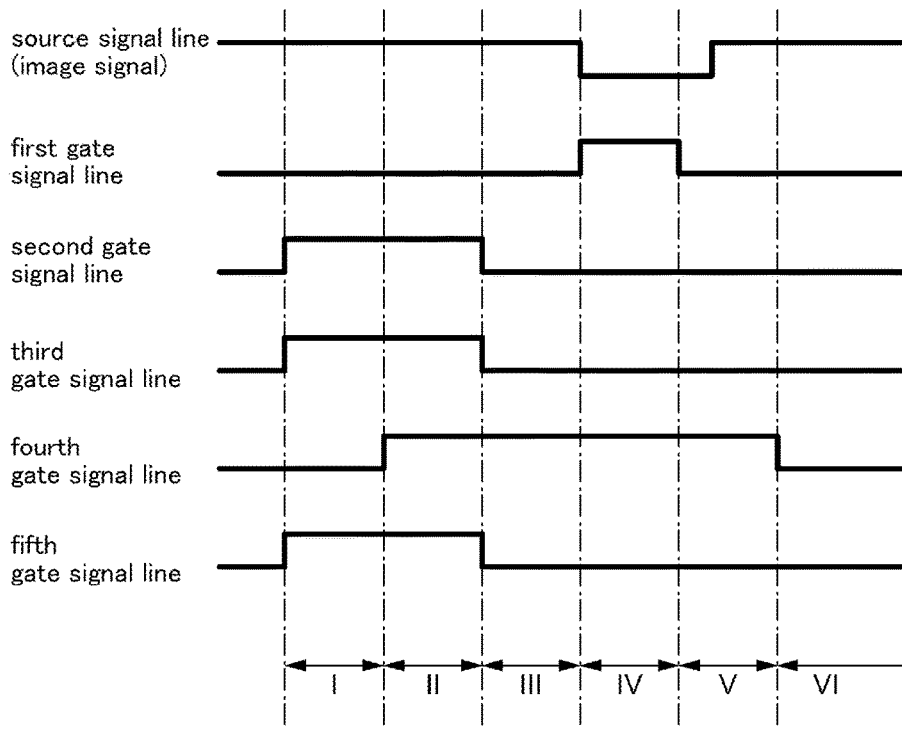 source signal line
(image signal)
first gate
signal line
second gate
signal line
third
gate signal line
fourth
gate signal line
fifth
gate signal line
I II III IV V VI